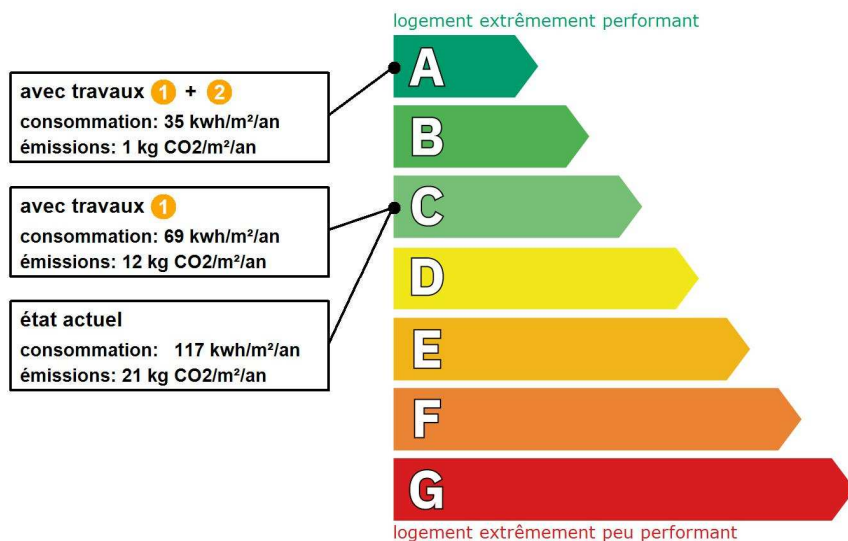 logement extrêmement performant
A
avec travaux 1 + 2
consommation: 35 kwh/m²/an
émissions: 1 kg CO2/m²/an
B
avec travaux 1
consommation: 69 kwh/m²/an
émissions: 12 kg CO2/m²/an
C
D
état actuel
consommation: 117 kwh/m²/an
émissions: 21 kg CO2/m²/an
E
F
G
logement extrêmement peu performant